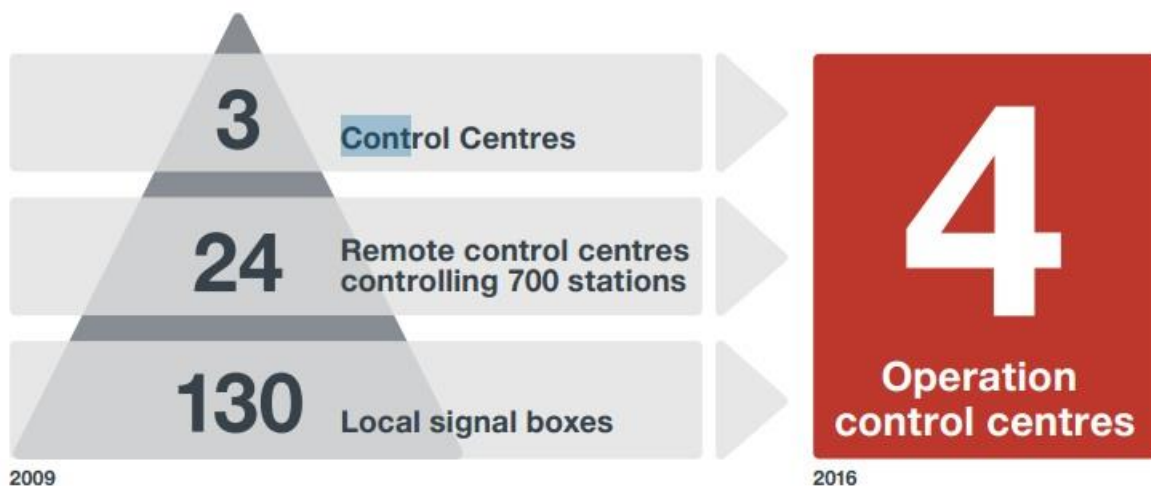 3
Control Centres
24
Remote control centres
controlling 700 stations
130
Local signal boxes
2009
4
Operation
control centres
2016